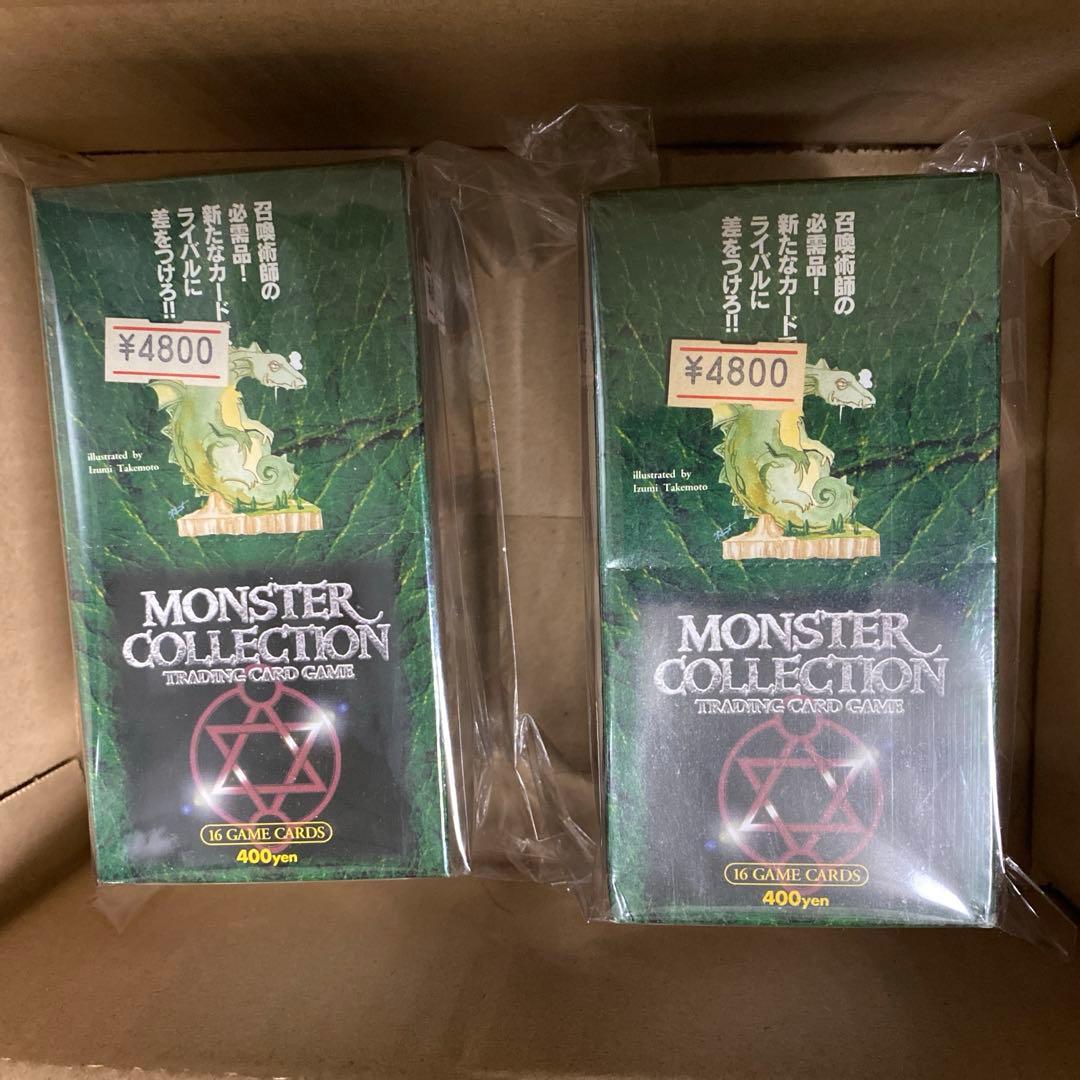 召喚術師の
必需品！
新たなカード
ライバルに
差をつけろ!!
¥4800
illustrated by
Izumi Takemoto
MONSTER
COLLECTION
TRADING CARD GAME
16 GAME CARDS
400yen
召喚術師の
必需品！
新たなカード
ライバルに
差をつけろ!!
¥4800
illustrated by
Izumi Takemoto
MONSTER
COLLECTION
TRADING CARD GAME
16 GAME CARDS
400yen